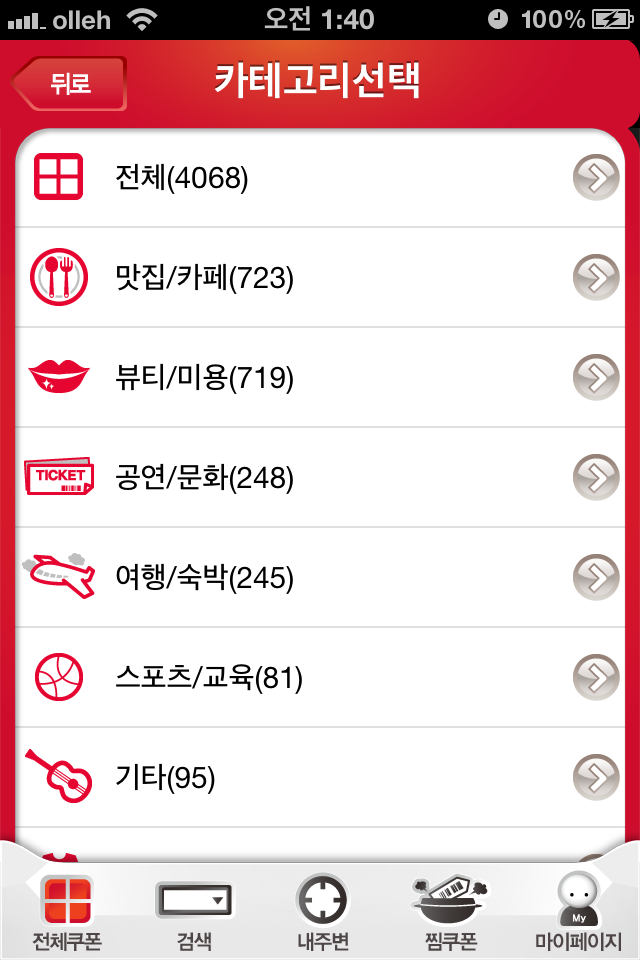 olleh 오전 1:40 100%
뒤로 카테고리선택
전체(4068)
맛집/카페(723)
뷰티/미용(719)
TICKET 공연/문화(248)
여행/숙박(245)
스포츠/교육(81)
기타(95)
My
전체쿠폰 검색 내주변 찜쿠폰 마이페이지